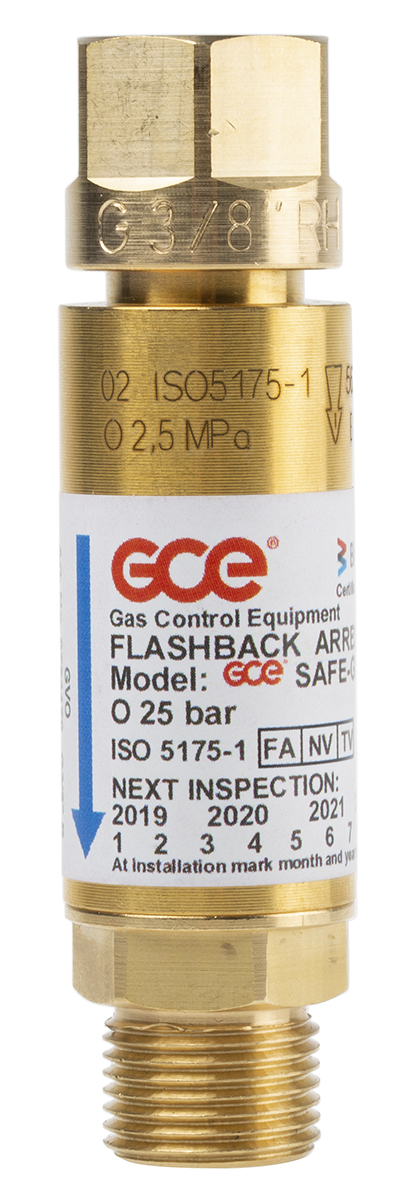 G 3/8" RH
O2 ISO5175-1
O 2,5 MPa
GCE®
Gas Control Equipment
FLASHBACK
Model: GCE® 
O 25 bar
ISO 5175-1 FA NV TV
NEXT INSPECTION:
2019 2020 2021
1 2 3 4 5 6 7
At installation mark month and year
GVO